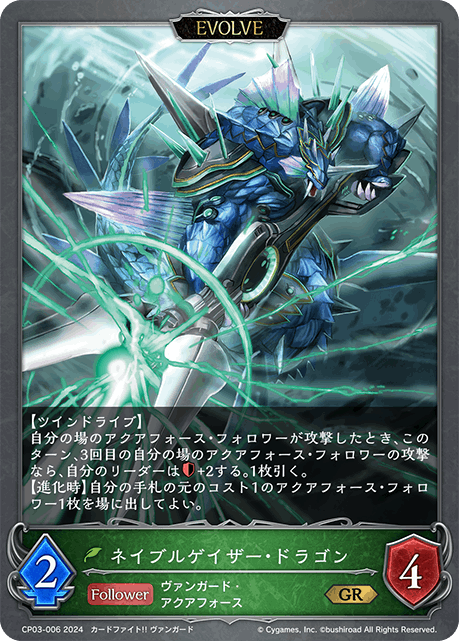 EVOLVE
【ツインドライブ】
自分の場のアクアフォース・フォロワーが攻撃したとき、この
ターン、3回目の自分の場のアクアフォース・フォロワーの攻撃
なら、自分のリーダーは+2する。1枚引く。
【進化時】自分の手札の元のコスト1のアクアフォース・フォロ
ワー1枚を場に出してよい。
ネイブルゲイザー・ドラゴン
2
Follower
ヴァンガード・
アクアフォース
GR
4
CP03-006 2024 カードファイト!! ヴァンガード
© Cygames, Inc. ©bushiroad All Rights Reserved.